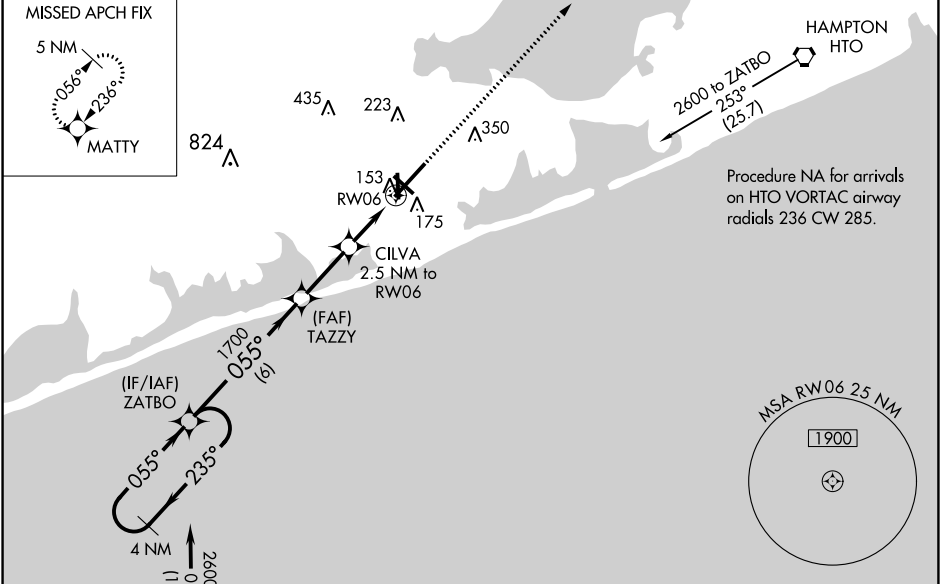 MISSED APCH FIX
5 NM
056°
236°
MATTY
HAMPTON
HTO
2600 to ZATBO
253°
(25.7)
435
223
350
824
153
RW06
175
Procedure NA for arrivals
on HTO VORTAC airway
radials 236 CW 285.
CILVA
2.5 NM to
RW06
(FAF)
TAZZY
1700
055°
(6)
(IF/IAF)
ZATBO
055°
235°
4 NM
2600
MSA RW06 25 NM
1900